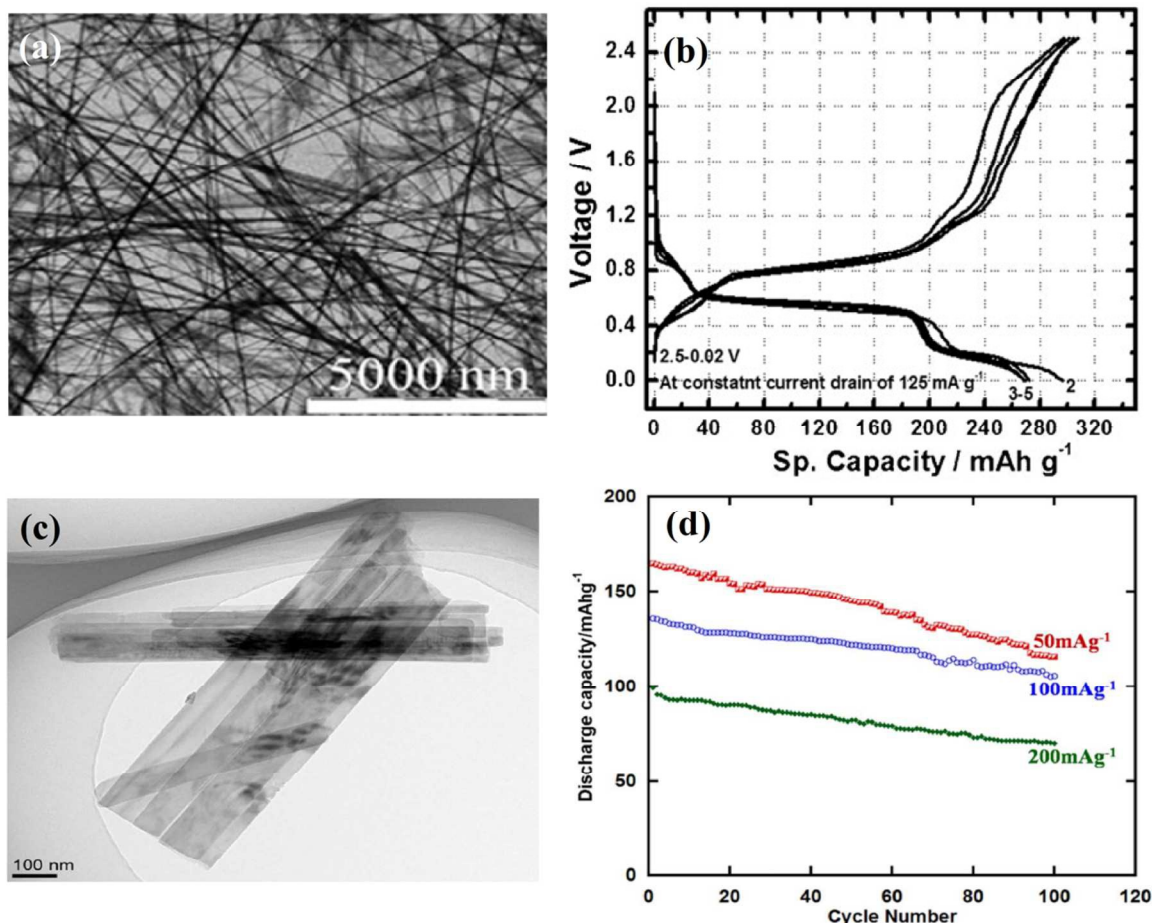 (a)
5000 nm
(b)
2.4
2.0
1.6
1.2
0.8
0.4
0.0
Voltage / V
2.5-0.02 V
At constatnt current drain of 125 mA g⁻¹
3-5
2
0 40 80 120 160 200 240 280 320
Sp. Capacity / mAh g⁻¹
(c)
100 nm
(d)
200
150
100
50
0
Discharge capacity/mAhg⁻¹
50mAg⁻¹
100mAg⁻¹
200mAg⁻¹
0 20 40 60 80 100 120
Cycle Number